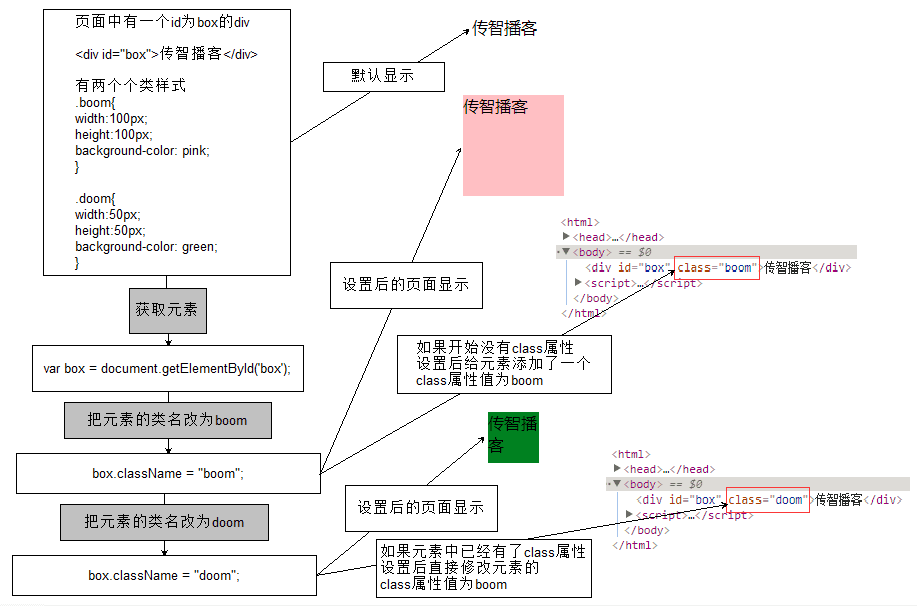 页面中有一个id为box的div
<div id="box">传智播客</div>
有两个个类样式
.boom{
width:100px;
height:100px;
background-color: pink;
}
.doom{
width:50px;
height:50px;
background-color: green;
}
默认显示
传智播客
传智播客
获取元素
var box = document.getElementById('box');
把元素的类名改为boom
box.className = "boom";
设置后的页面显示
<html>
▶<head>…</head>
▼<body> == $0
<div id="box" class="boom">传智播客</div>
▶<script>…</script>
</body>
</html>
如果开始没有class属性
设置后给元素添加了一个
class属性值为boom
把元素的类名改为doom
box.className = "doom";
设置后的页面显示
传智播
客
<html>
▶<head>…</head>
▼<body> == $0
<div id="box" class="doom">传智播客</div>
▶<script>…</script>
</body>
</html>
如果元素中已经有了class属性
设置后直接修改元素的
class属性值为boom